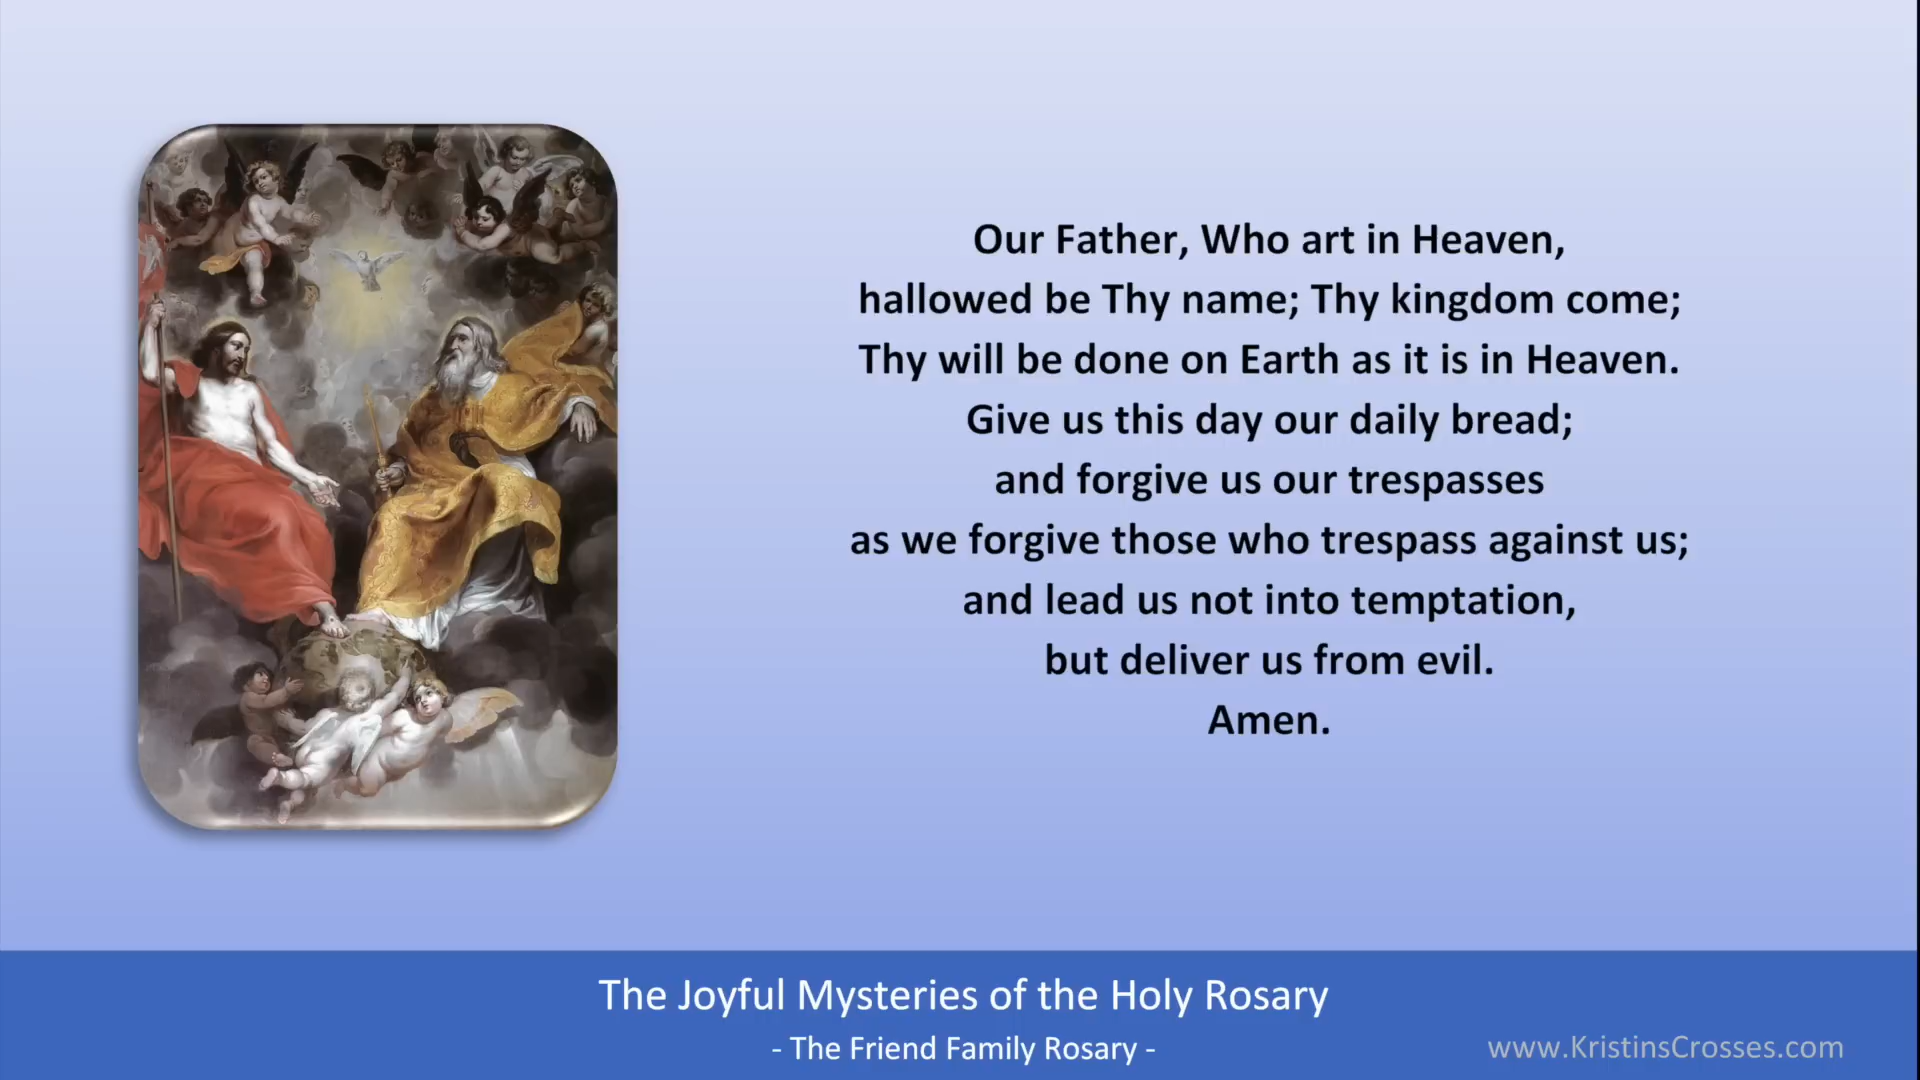 Our Father, Who art in Heaven,
hallowed be Thy name; Thy kingdom come;
Thy will be done on Earth as it is in Heaven.
Give us this day our daily bread;
and forgive us our trespasses
as we forgive those who trespass against us;
and lead us not into temptation,
but deliver us from evil.
Amen.
The Joyful Mysteries of the Holy Rosary
- The Friend Family Rosary -
www.KristinsCrosses.com